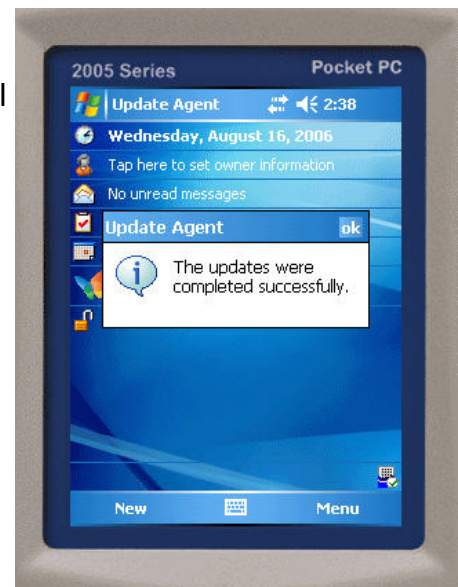 2005 Series Pocket PC
Update Agent 2:38
Wednesday, August 16, 2006
Tap here to set owner information
No unread messages
Update Agent ok
The updates were
completed successfully.
New Menu